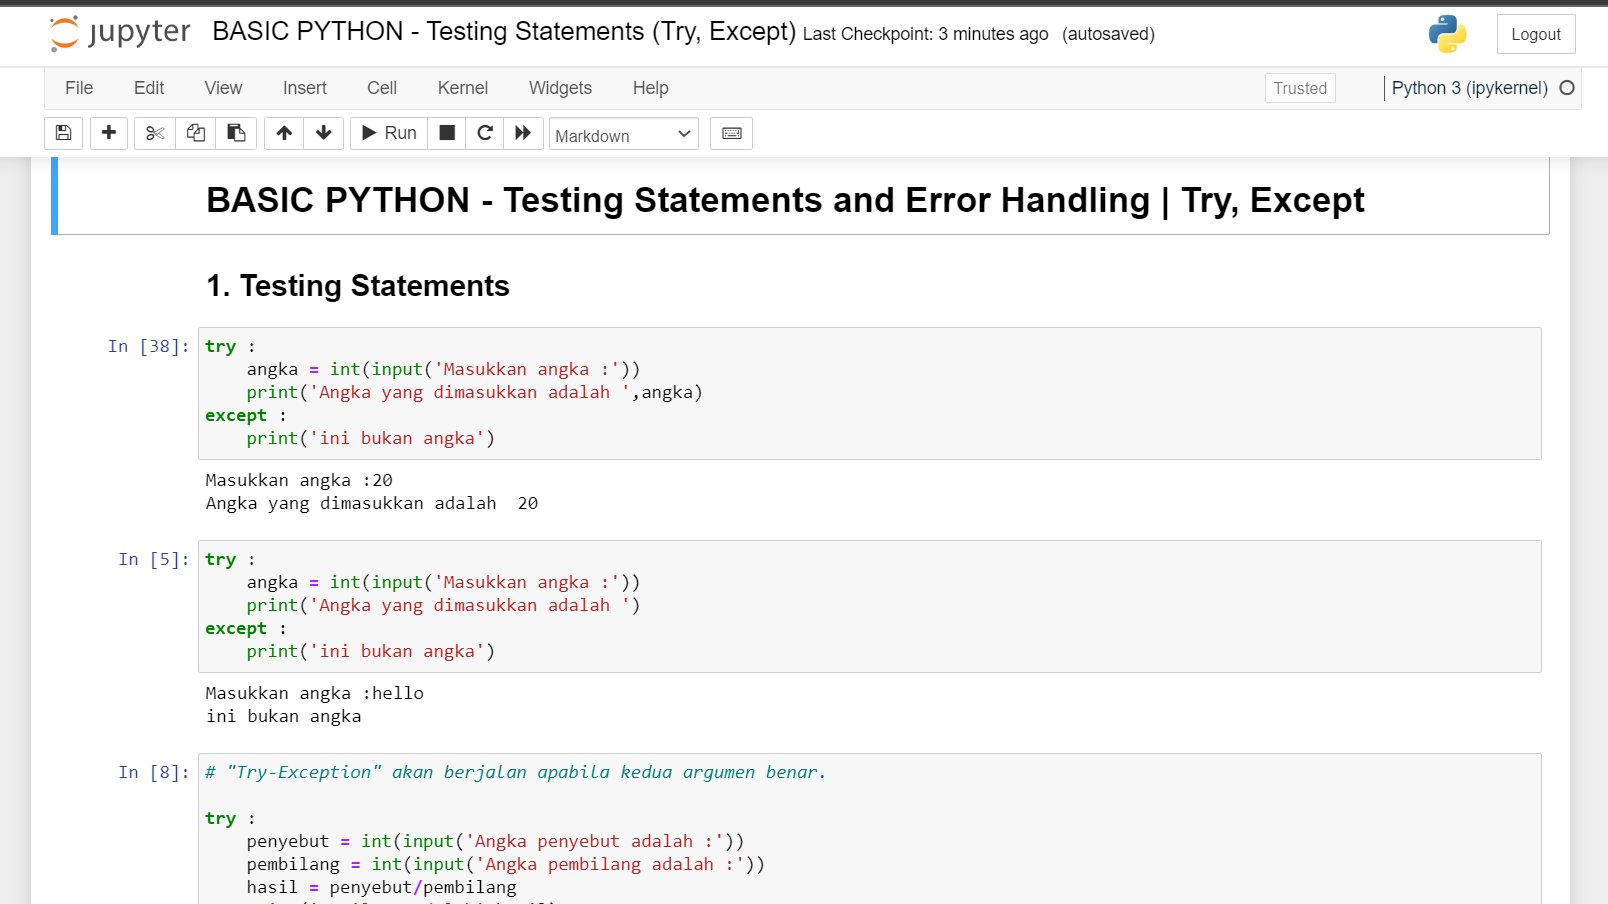 jupyter BASIC PYTHON - Testing Statements (Try, Except) Last Checkpoint: 3 minutes ago (autosaved) Logout
File Edit View Insert Cell Kernel Widgets Help Trusted Python 3 (ipykernel)
Run Markdown
BASIC PYTHON - Testing Statements and Error Handling | Try, Except
1. Testing Statements
In [38]: try :
angka = int(input('Masukkan angka :'))
print('Angka yang dimasukkan adalah ',angka)
except :
print('ini bukan angka')
Masukkan angka :20
Angka yang dimasukkan adalah  20
In [5]: try :
angka = int(input('Masukkan angka :'))
print('Angka yang dimasukkan adalah ')
except :
print('ini bukan angka')
Masukkan angka :hello
ini bukan angka
In [8]: # "Try-Exception" akan berjalan apabila kedua argumen benar.
try :
penyebut = int(input('Angka penyebut adalah :'))
pembilang = int(input('Angka pembilang adalah :'))
hasil = penyebut/pembilang